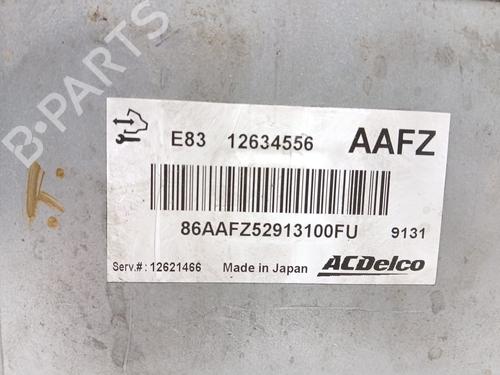 B-PARTS
E83 12634556 AAFZ
86AAFZ52913100FU 9131
Serv.#: 12621466 Made in Japan ACDelco